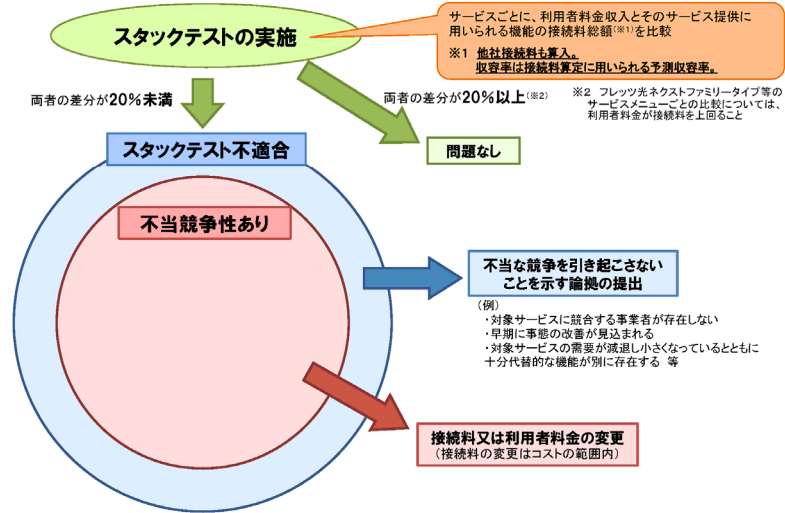 スタックテストの実施
サービスごとに、利用者料金収入とそのサービス提供に
用いられる機能の接続料総額(※1)を比較
※1 他社接続料も算入。
収容率は接続料算定に用いられる予測収容率。
両者の差分が20%未満
両者の差分が20%以上(※2)
※2 フレッツ光ネクストファミリータイプ等の
サービスメニューごとの比較については、
利用者料金が接続料を上回ること
スタックテスト不適合
問題なし
不当競争性あり
不当な競争を引き起こさない
ことを示す論拠の提出
(例)
・対象サービスに競合する事業者が存在しない
・早期に事態の改善が見込まれる
・対象サービスの需要が減退し小さくなっているとともに
十分代替的な機能が別に存在する 等
接続料又は利用者料金の変更
(接続料の変更はコストの範囲内)